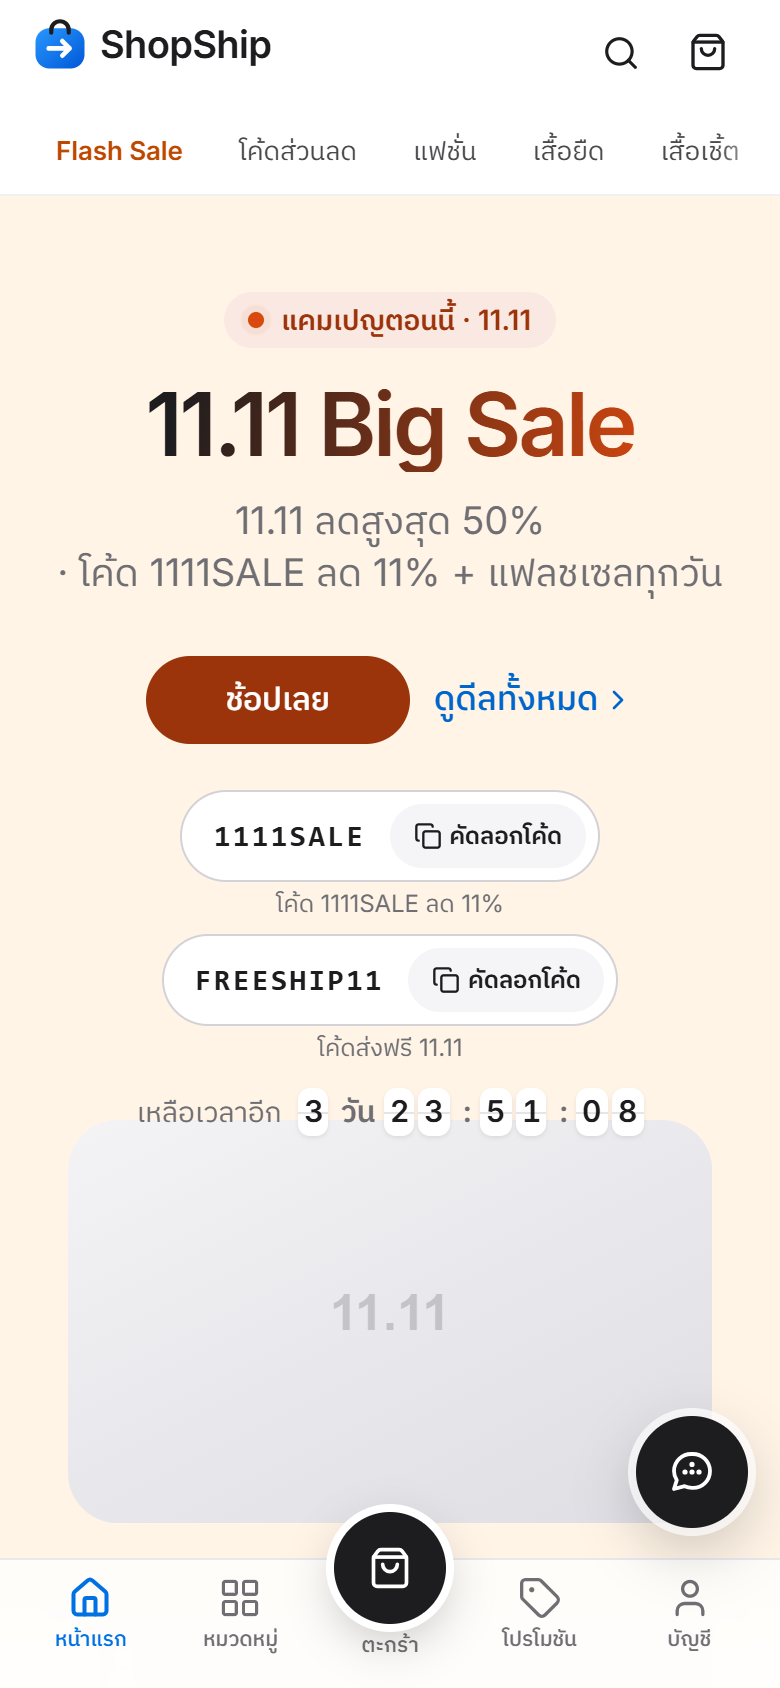 ShopShip
Flash Sale โค้ดส่วนลด แฟชั่น เสื้อยืด เสื้อเชิ้ต
แคมเปญตอนนี้ · 11.11
11.11 Big Sale
11.11 ลดสูงสุด 50%
· โค้ด 1111SALE ลด 11% + แฟลชเซลทุกวัน
ช้อปเลย ดูดีลทั้งหมด
1111SALE คัดลอกโค้ด
โค้ด 1111SALE ลด 11%
FREESHIP11 คัดลอกโค้ด
โค้ดส่งฟรี 11.11
เหลือเวลาอีก 3 วัน 23:51:08
11.11
หน้าแรก หมวดหมู่ ตะกร้า โปรโมชัน บัญชี